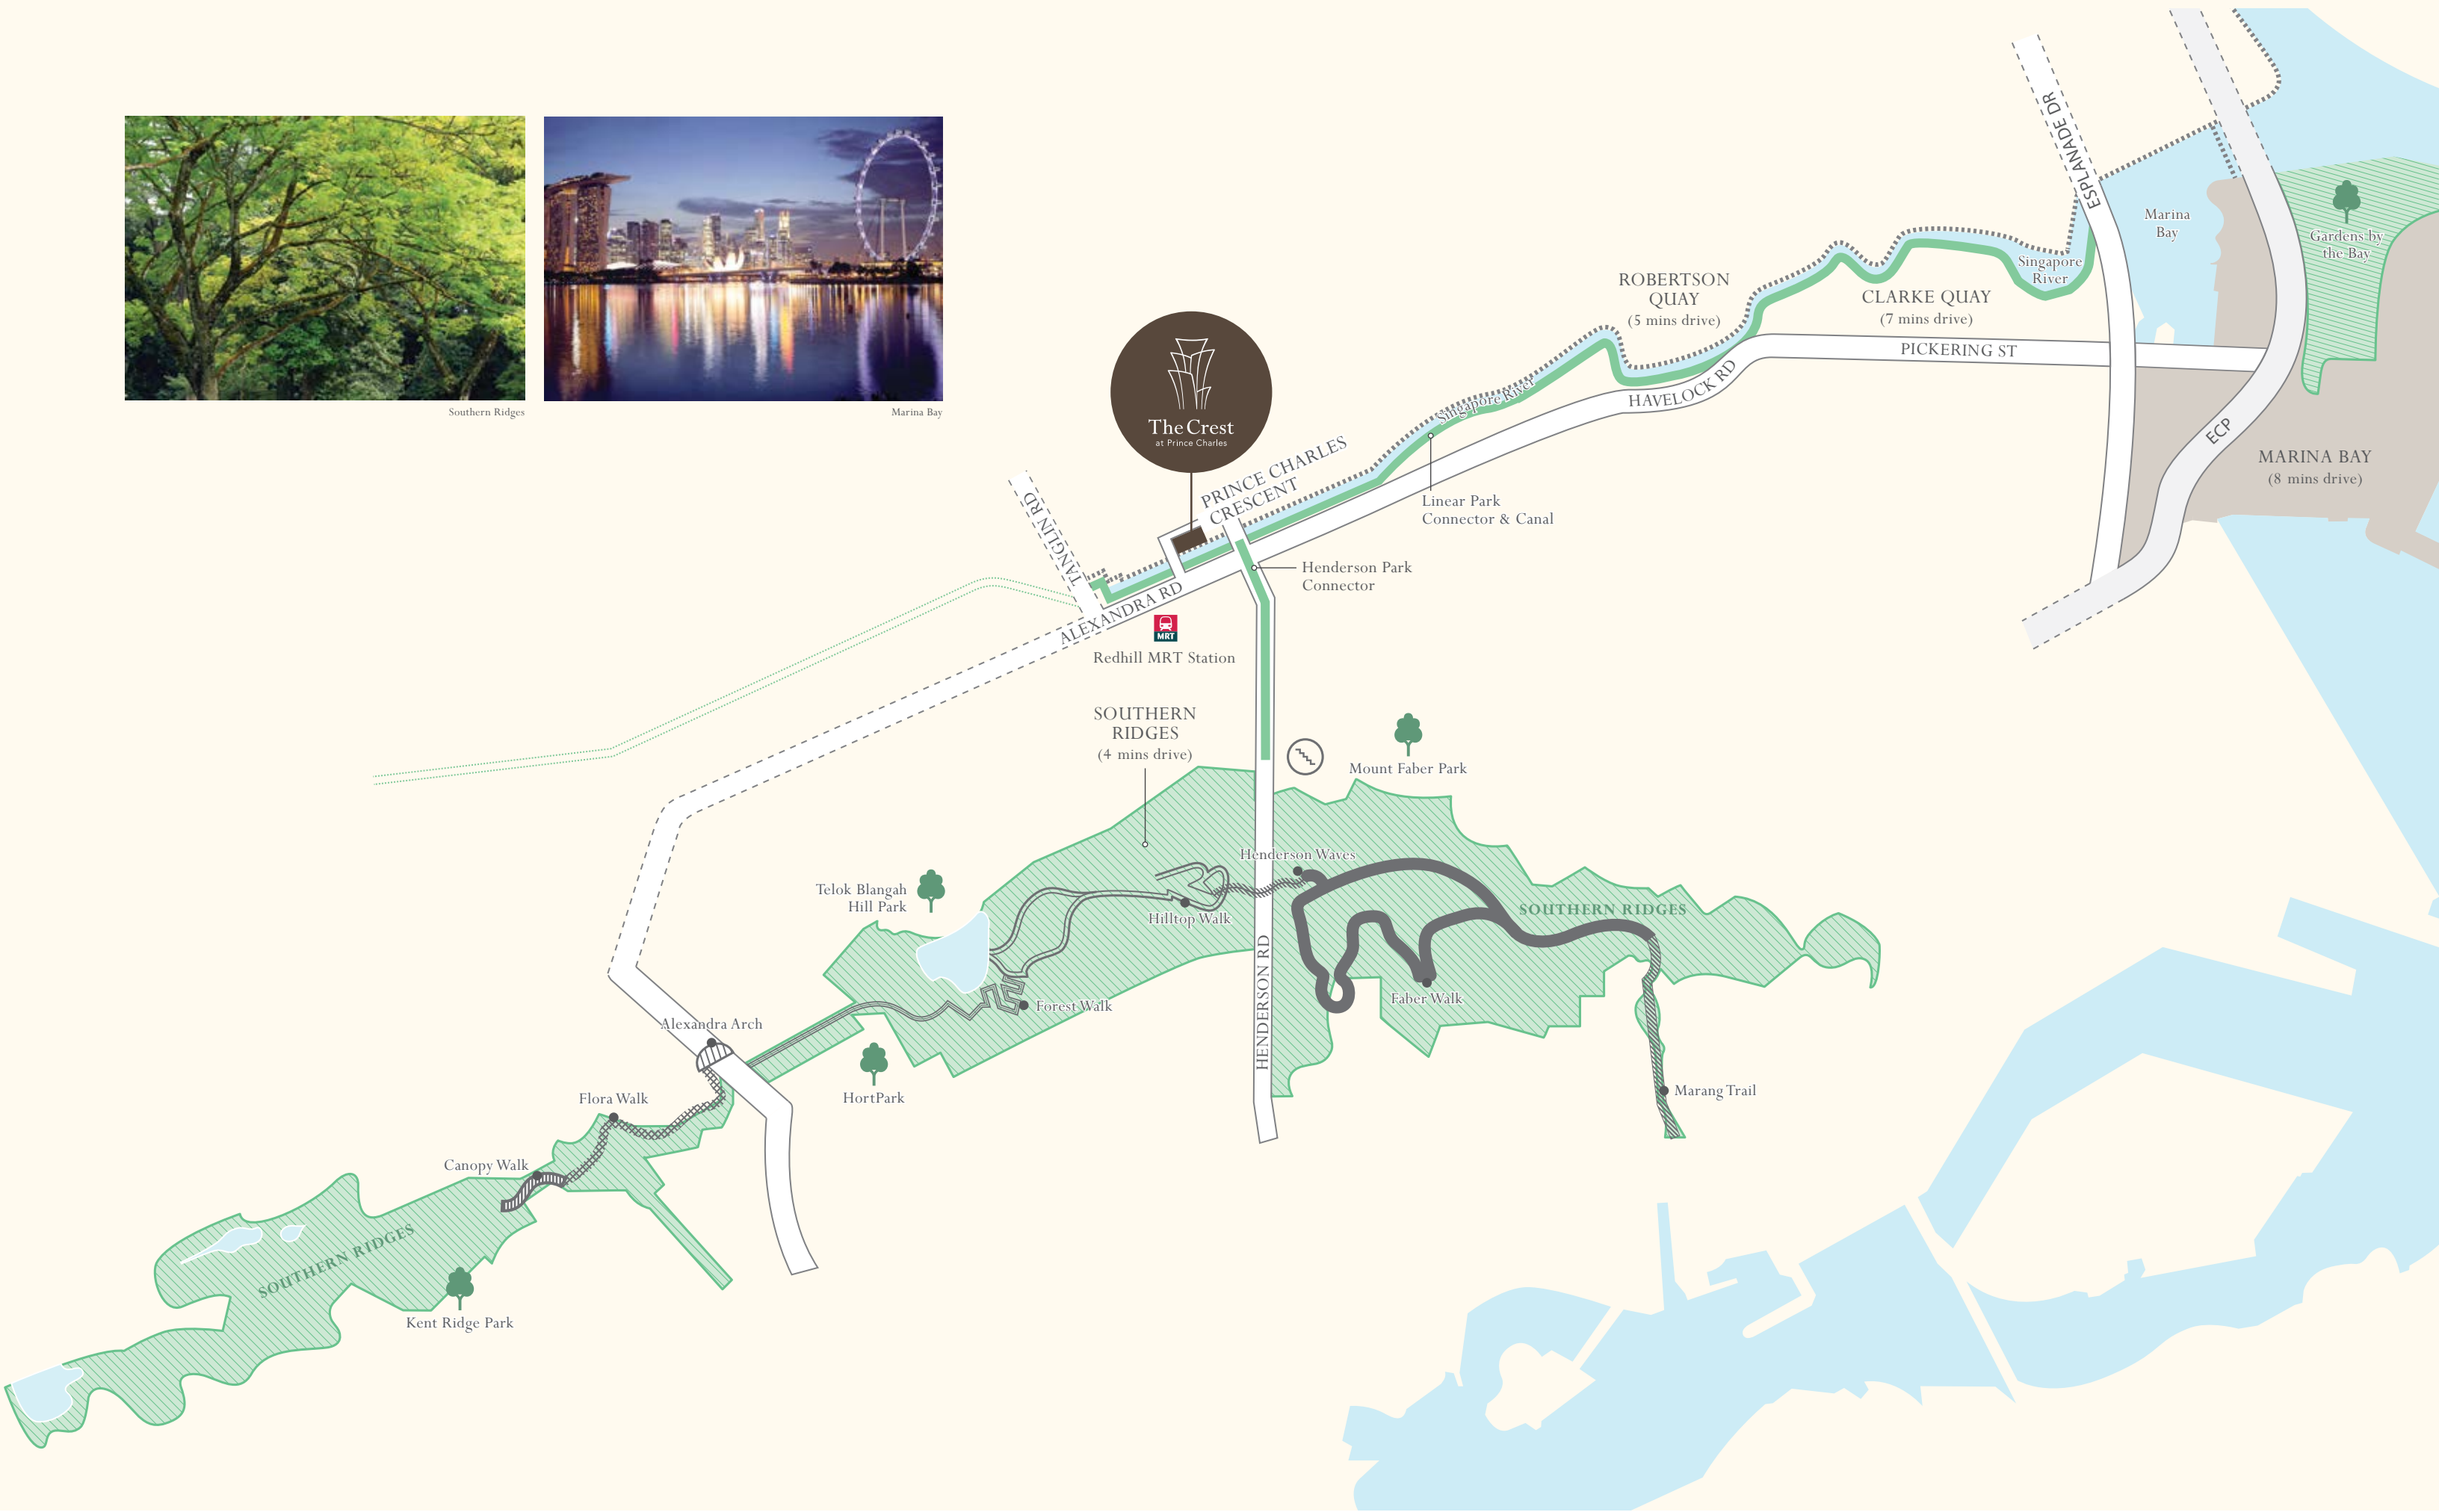 Southern Ridges
Marina Bay
The Crest
at Prince Charles
TANGLIN RD
PRINCE CHARLES
CRESCENT
ALEXANDRA RD
MRT
Redhill MRT Station
Henderson Park
Connector
Linear Park
Connector & Canal
Singapore River
HAVELOCK RD
ROBERTSON
QUAY
(5 mins drive)
CLARKE QUAY
(7 mins drive)
PICKERING ST
Singapore
River
ESPLANADE DR
Marina
Bay
Gardens by
the Bay
ECP
MARINA BAY
(8 mins drive)
SOUTHERN
RIDGES
(4 mins drive)
Mount Faber Park
Henderson Waves
Hilltop Walk
Telok Blangah
Hill Park
SOUTHERN RIDGES
Faber Walk
Forest Walk
HENDERSON RD
Alexandra Arch
HortPark
Marang Trail
Flora Walk
Canopy Walk
SOUTHERN RIDGES
Kent Ridge Park